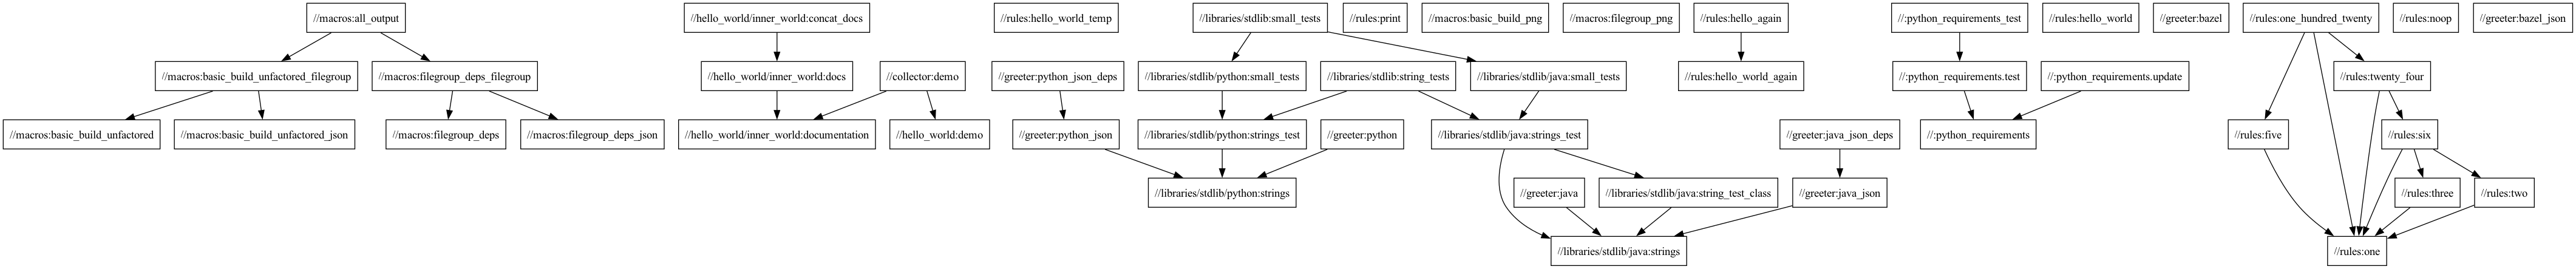 //macros:all_output
//hello_world/inner_world:concat_docs
//rules:hello_world_temp
//libraries/stdlib:small_tests
//rules:print
//macros:basic_build_png
//macros:filegroup_png
//rules:hello_again
//:python_requirements_test
//rules:hello_world
//greeter:bazel
//rules:one_hundred_twenty
//rules:noop
//greeter:bazel_json
//macros:basic_build_unfactored_filegroup
//macros:filegroup_deps_filegroup
//hello_world/inner_world:docs
//collector:demo
//greeter:python_json_deps
//libraries/stdlib/python:small_tests
//libraries/stdlib:string_tests
//libraries/stdlib/java:small_tests
//rules:hello_world_again
//:python_requirements.test
//:python_requirements.update
//rules:twenty_four
//macros:basic_build_unfactored
//macros:basic_build_unfactored_json
//macros:filegroup_deps
//macros:filegroup_deps_json
//hello_world/inner_world:documentation
//hello_world:demo
//greeter:python_json
//libraries/stdlib/python:strings_test
//greeter:python
//libraries/stdlib/java:strings_test
//greeter:java_json_deps
//:python_requirements
//rules:five
//rules:six
//libraries/stdlib/python:strings
//greeter:java
//libraries/stdlib/java:string_test_class
//greeter:java_json
//rules:three
//rules:two
//libraries/stdlib/java:strings
//rules:one